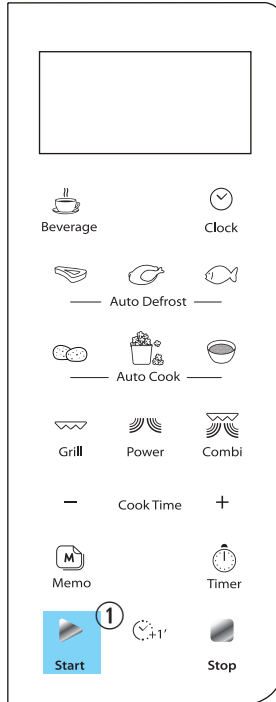 Beverage Clock
Auto Defrost
Auto Cook
Grill Power Combi
− Cook Time +
M
Memo Timer
1 +1′
Start Stop